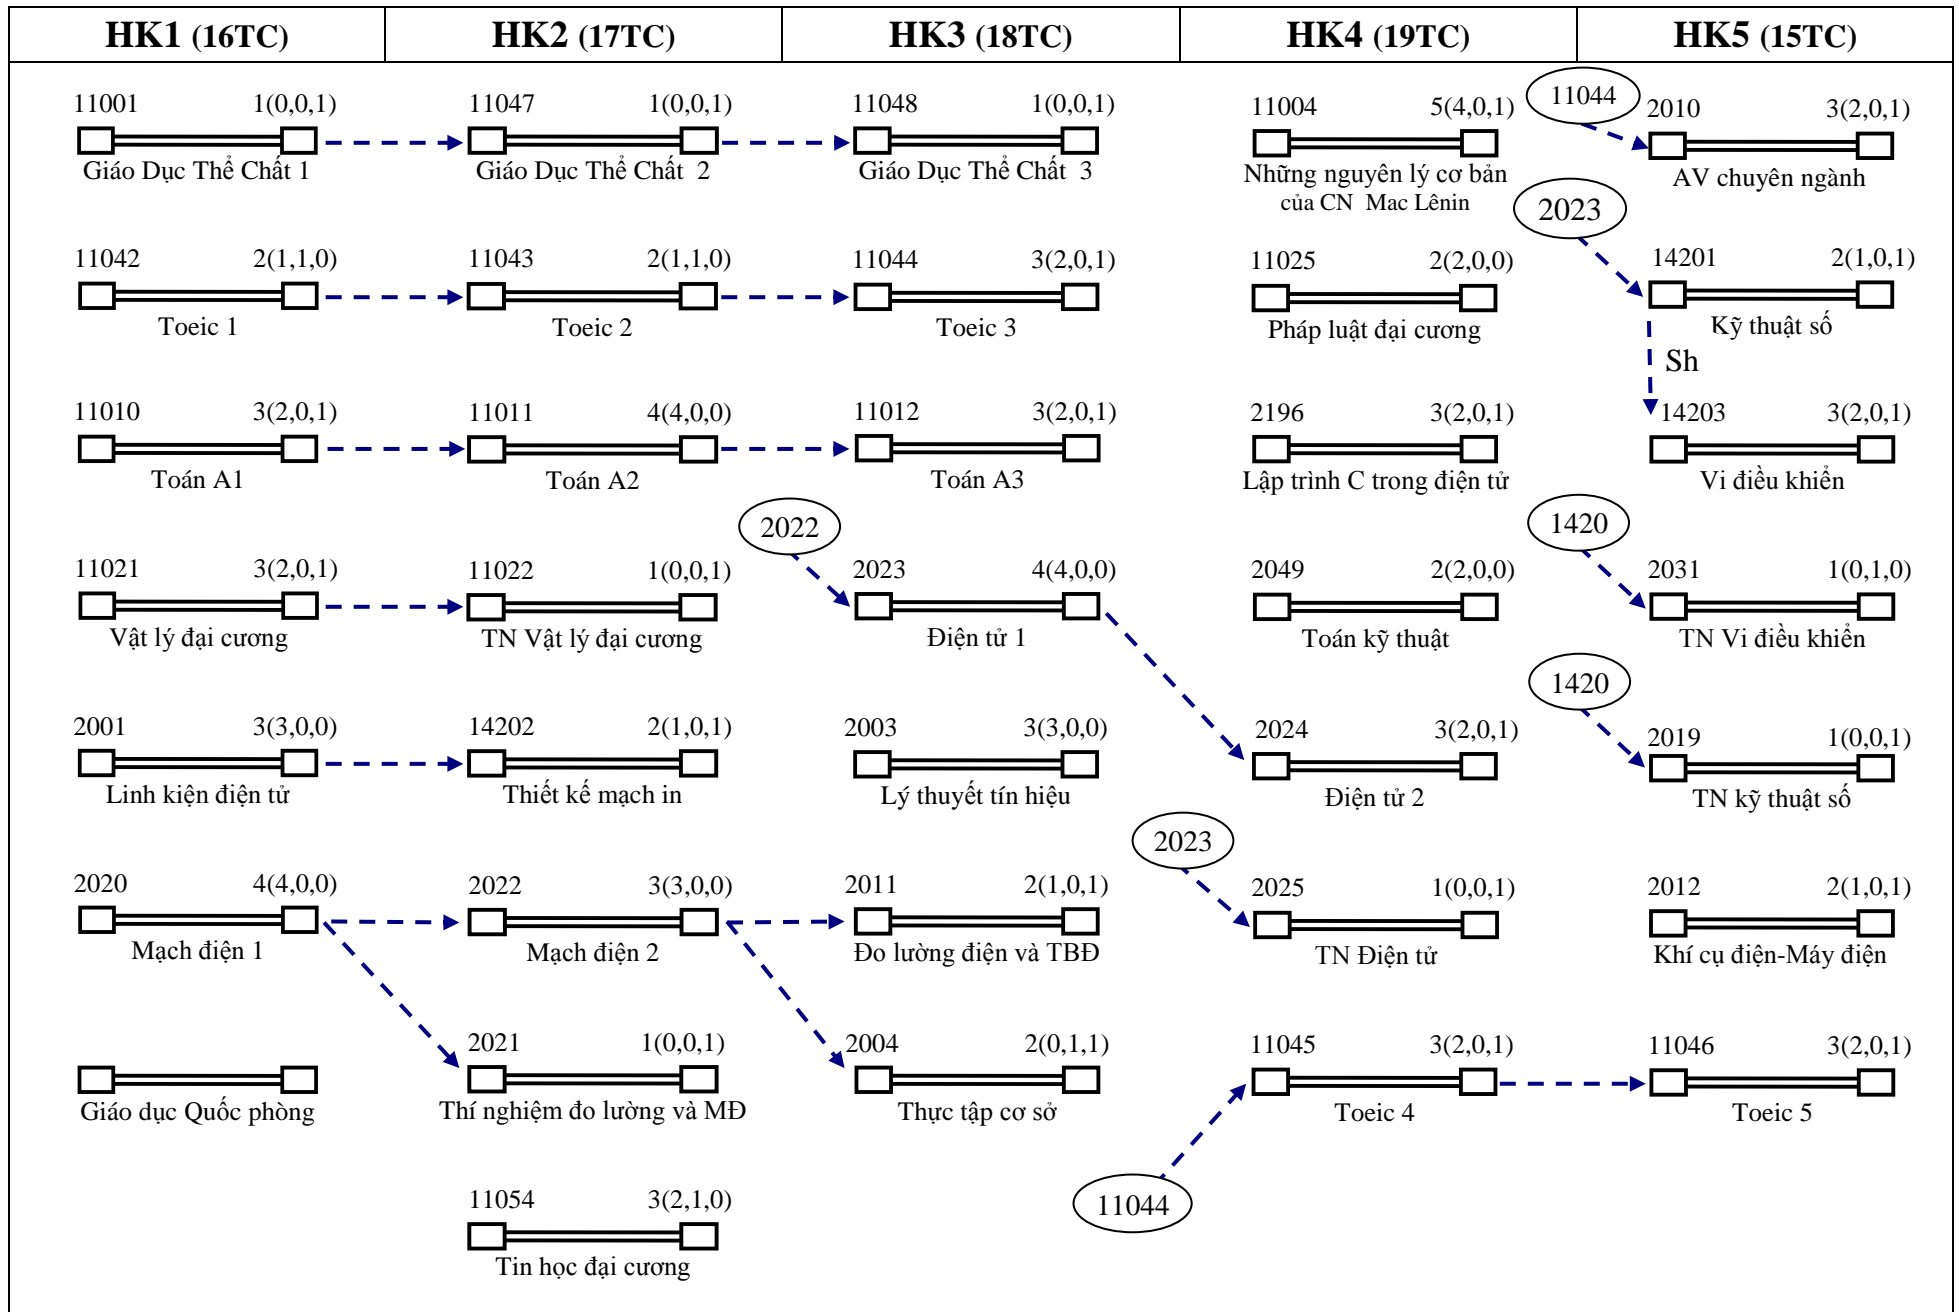 HK1 (16TC) HK2 (17TC) HK3 (18TC) HK4 (19TC) HK5 (15TC)
11001 1(0,0,1)
Giáo Dục Thể Chất 1
11042 2(1,1,0)
Toeic 1
11010 3(2,0,1)
Toán A1
11021 3(2,0,1)
Vật lý đại cương
2001 3(3,0,0)
Linh kiện điện tử
2020 4(4,0,0)
Mạch điện 1
Giáo dục Quốc phòng
11047 1(0,0,1)
Giáo Dục Thể Chất 2
11043 2(1,1,0)
Toeic 2
11011 4(4,0,0)
Toán A2
11022 1(0,0,1)
TN Vật lý đại cương
14202 2(1,0,1)
Thiết kế mạch in
2022 3(3,0,0)
Mạch điện 2
2021 1(0,0,1)
Thí nghiệm đo lường và MĐ
11054 3(2,1,0)
Tin học đại cương
11048 1(0,0,1)
Giáo Dục Thể Chất 3
11044 3(2,0,1)
Toeic 3
11012 3(2,0,1)
Toán A3
2022
2023 4(4,0,0)
Điện tử 1
2003 3(3,0,0)
Lý thuyết tín hiệu
2011 2(1,0,1)
Đo lường điện và TBĐ
2004 2(0,1,1)
Thực tập cơ sở
11004 5(4,0,1)
Những nguyên lý cơ bản
của CN Mac Lênin
11025 2(2,0,0)
Pháp luật đại cương
2196 3(2,0,1)
Lập trình C trong điện tử
2049 2(2,0,0)
Toán kỹ thuật
2024 3(2,0,1)
Điện tử 2
2023
2025 1(0,0,1)
TN Điện tử
11045 3(2,0,1)
Toeic 4
11044
11044
2010 3(2,0,1)
AV chuyên ngành
2023
14201 2(1,0,1)
Kỹ thuật số
Sh
14203 3(2,0,1)
Vi điều khiển
1420
2031 1(0,1,0)
TN Vi điều khiển
1420
2019 1(0,0,1)
TN kỹ thuật số
2012 2(1,0,1)
Khí cụ điện-Máy điện
11046 3(2,0,1)
Toeic 5